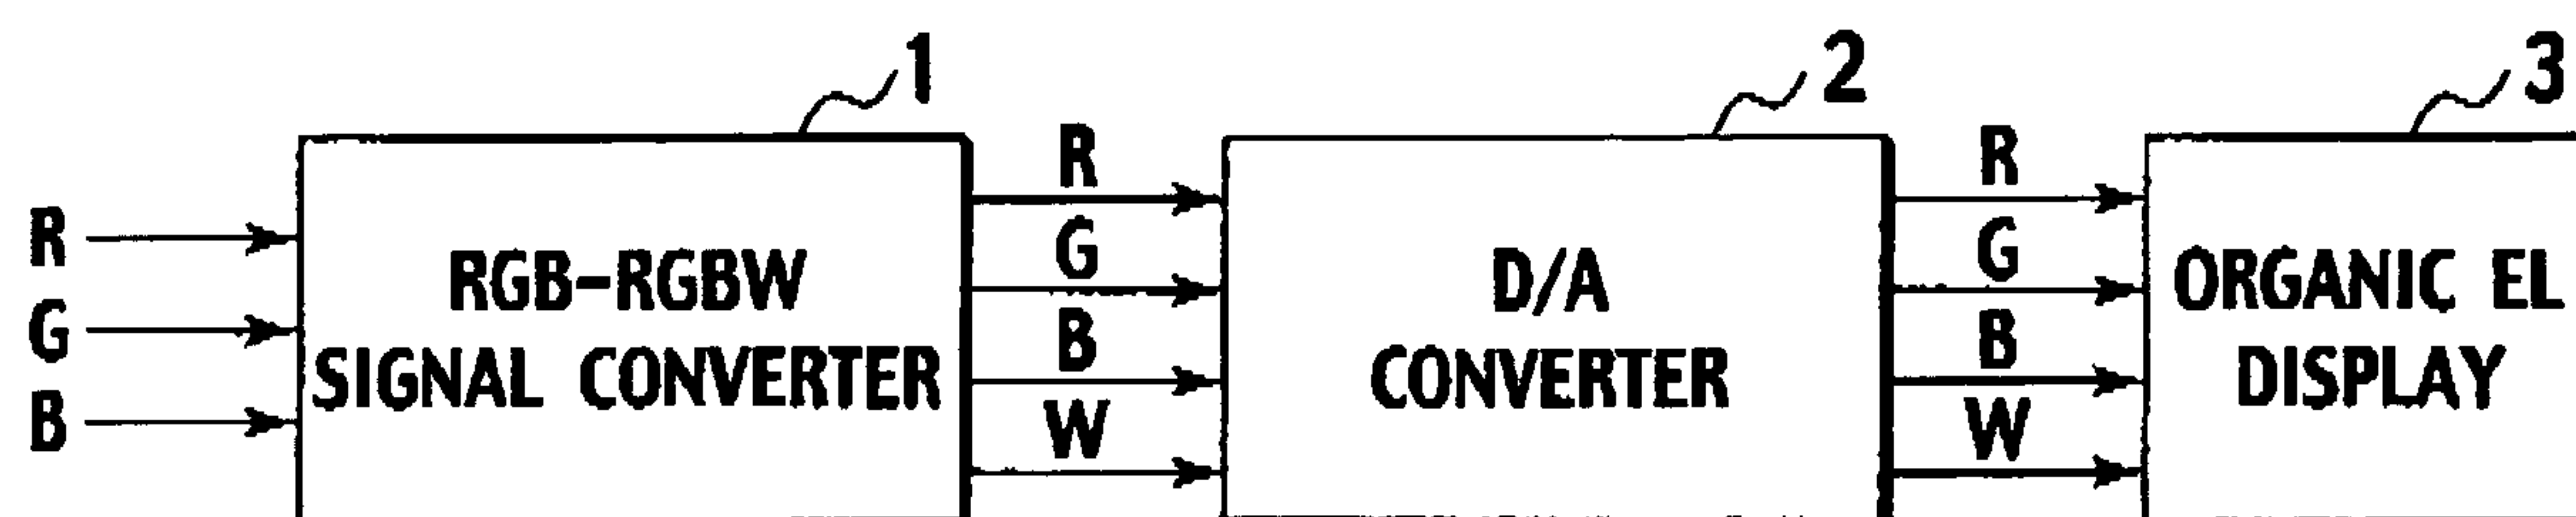 1
2
3
R
G
B
RGB-RGBW
SIGNAL CONVERTER
R
G
B
W
D/A
CONVERTER
R
G
B
W
ORGANIC EL
DISPLAY